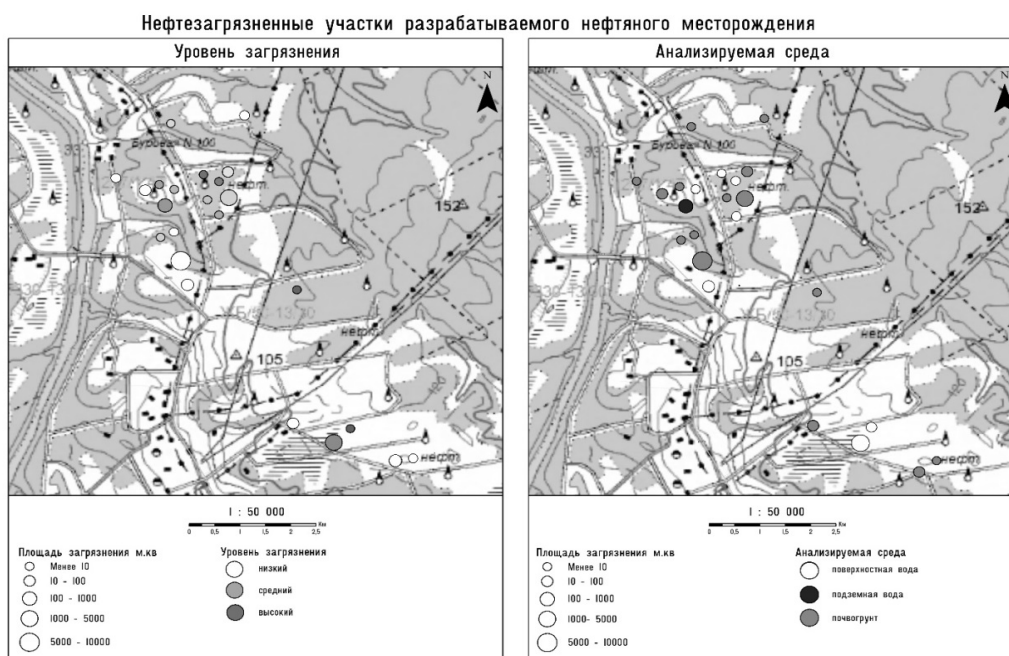 Нефтезагрязненные участки разрабатываемого нефтяного месторождения
Уровень загрязнения
N
Буровая N 100
нефт.
152
нефт.
105
нефт.
1 : 50 000
0 0,5 1 1,5 2 2,5 Км
Площадь загрязнения м.кв
Менее 10
10 - 100
100 - 1000
1000 - 5000
5000 - 10000
Уровень загрязнения
низкий
средний
высокий
Анализируемая среда
N
Буровая N 100
нефт.
152
нефт.
105
нефт.
1 : 50 000
0 0,5 1 1,5 2 2,5 Км
Площадь загрязнения м.кв
Менее 10
10 - 100
100 - 1000
1000- 5000
5000 - 10000
Анализируемая среда
поверхностная вода
подземная вода
почвогрунт